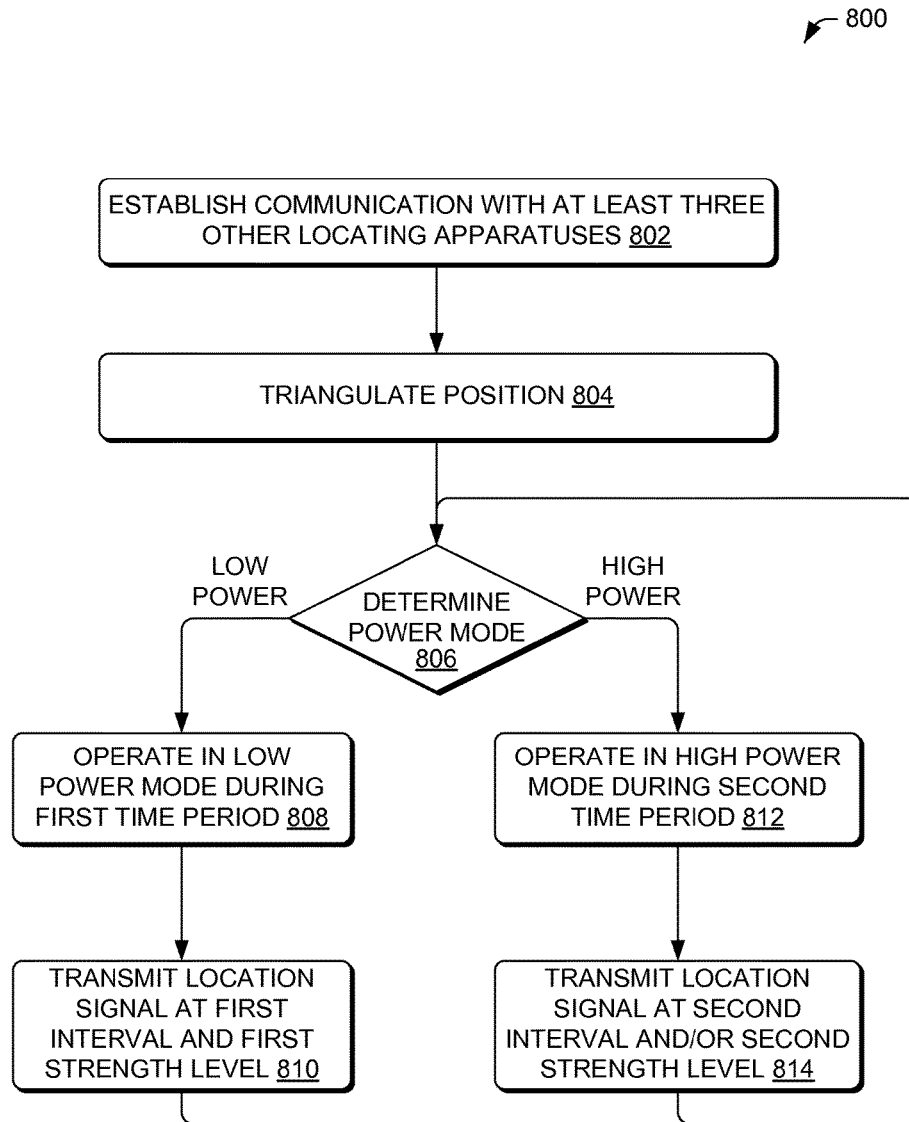 800
ESTABLISH COMMUNICATION WITH AT LEAST THREE
OTHER LOCATING APPARATUSES 802
TRIANGULATE POSITION 804
LOW
POWER
HIGH
POWER
DETERMINE
POWER MODE
806
OPERATE IN LOW
POWER MODE DURING
FIRST TIME PERIOD 808
OPERATE IN HIGH POWER
MODE DURING SECOND
TIME PERIOD 812
TRANSMIT LOCATION
SIGNAL AT FIRST
INTERVAL AND FIRST
STRENGTH LEVEL 810
TRANSMIT LOCATION
SIGNAL AT SECOND
INTERVAL AND/OR SECOND
STRENGTH LEVEL 814